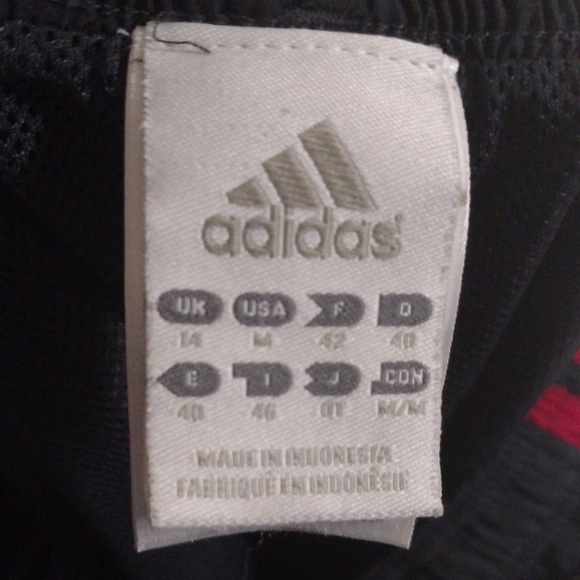 adidas
UK USA F D
14 M 42 40
E I J CDN
40 46 OT M/M
MADE IN INDONESIA
FABRIQUÉ EN INDONÉSIE